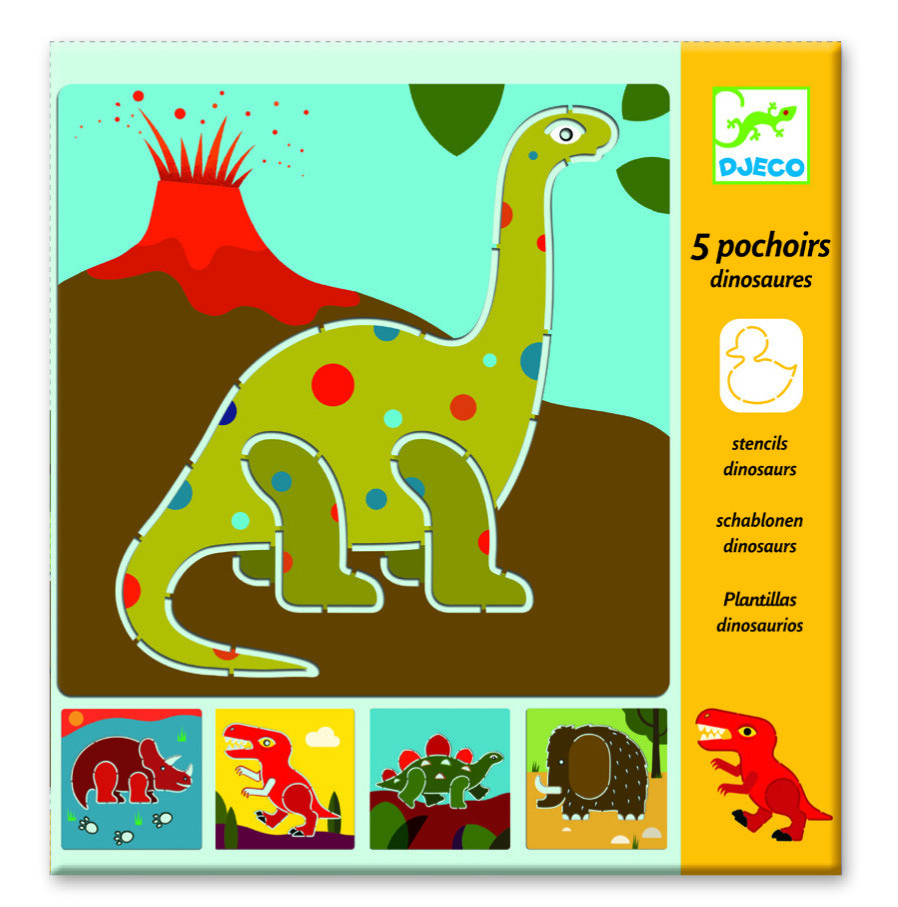 DJECO
5 pochoirs
dinosaures
stencils
dinosaurs
schablonen
dinosaurs
Plantillas
dinosaurios